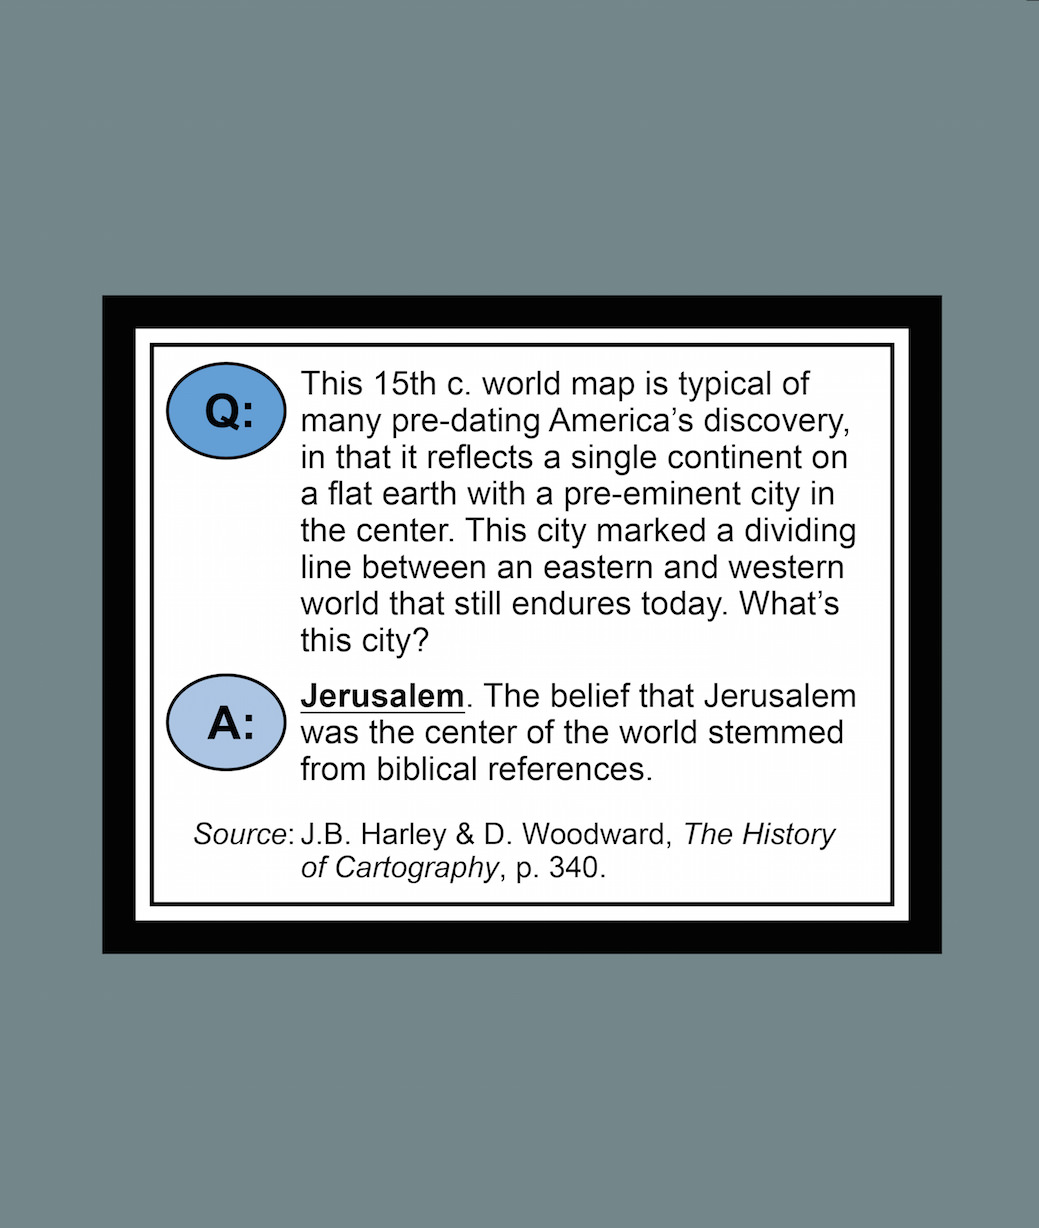 Q: This 15th c. world map is typical of
many pre-dating America’s discovery,
in that it reflects a single continent on
a flat earth with a pre-eminent city in
the center. This city marked a dividing
line between an eastern and western
world that still endures today. What’s
this city?
A: Jerusalem. The belief that Jerusalem
was the center of the world stemmed
from biblical references.
Source: J.B. Harley & D. Woodward, The History
of Cartography, p. 340.